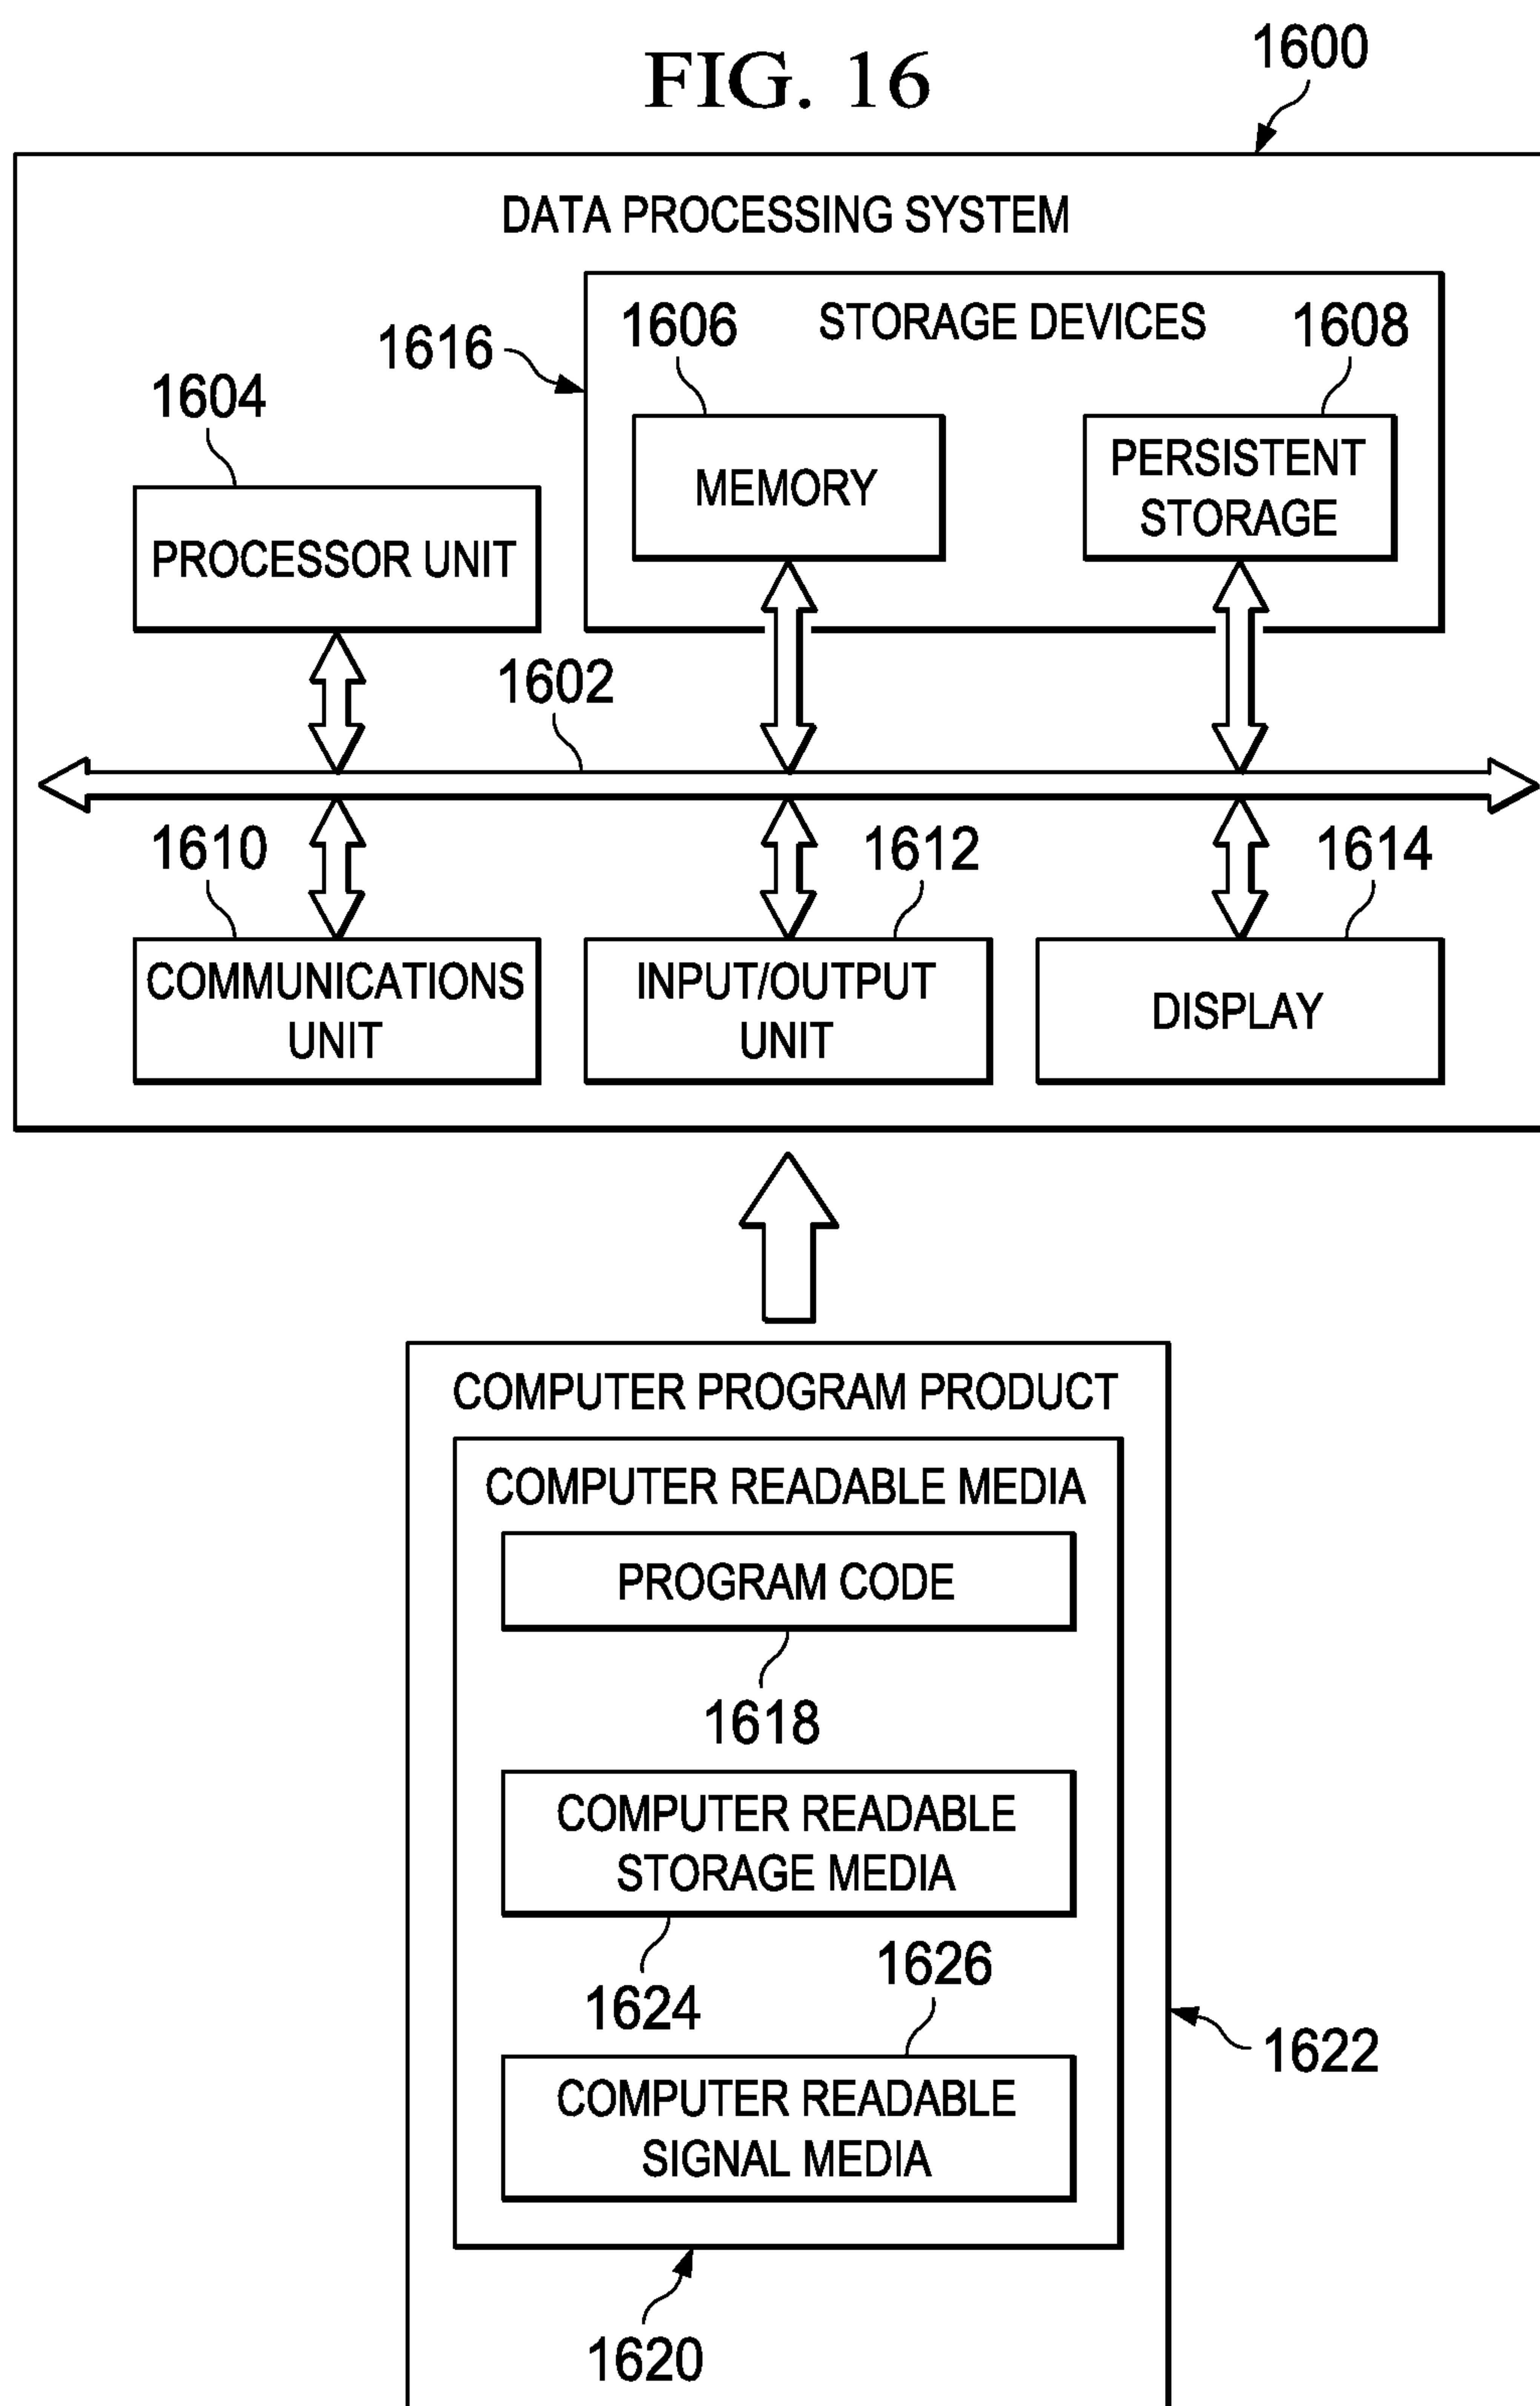 FIG. 16
1600
DATA PROCESSING SYSTEM
1616
1606
STORAGE DEVICES
1608
1604
MEMORY
PERSISTENT
STORAGE
PROCESSOR UNIT
1602
1610
1612
1614
COMMUNICATIONS
UNIT
INPUT/OUTPUT
UNIT
DISPLAY
COMPUTER PROGRAM PRODUCT
COMPUTER READABLE MEDIA
PROGRAM CODE
1618
COMPUTER READABLE
STORAGE MEDIA
1624
1626
1622
COMPUTER READABLE
SIGNAL MEDIA
1620